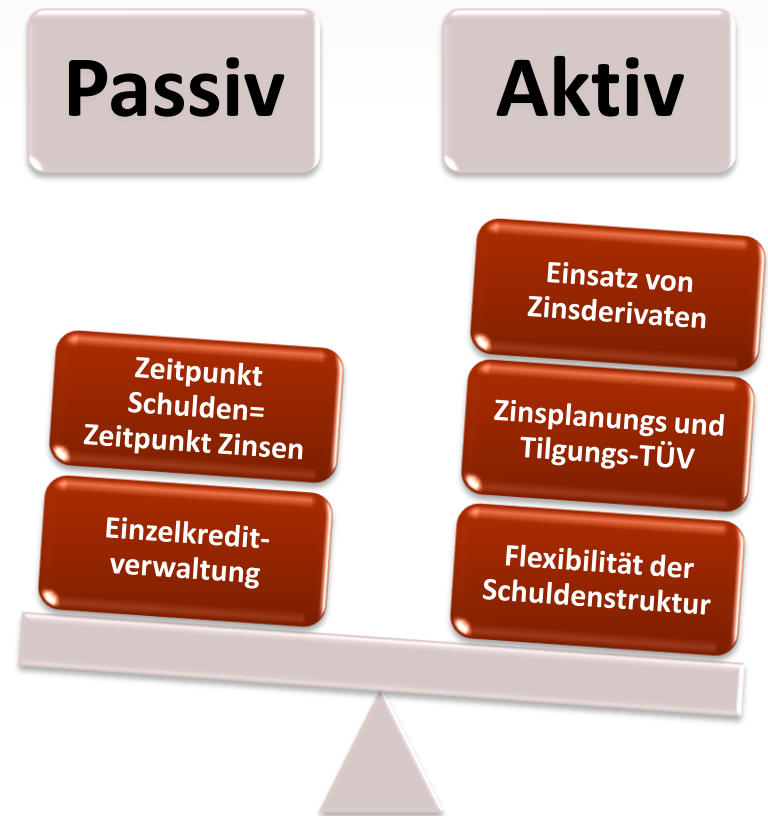 Passiv
Aktiv
Zeitpunkt
Schulden=
Zeitpunkt Zinsen
Einzelkredit-
verwaltung
Einsatz von
Zinsderivaten
Zinsplanungs und
Tilgungs-TÜV
Flexibilität der
Schuldenstruktur